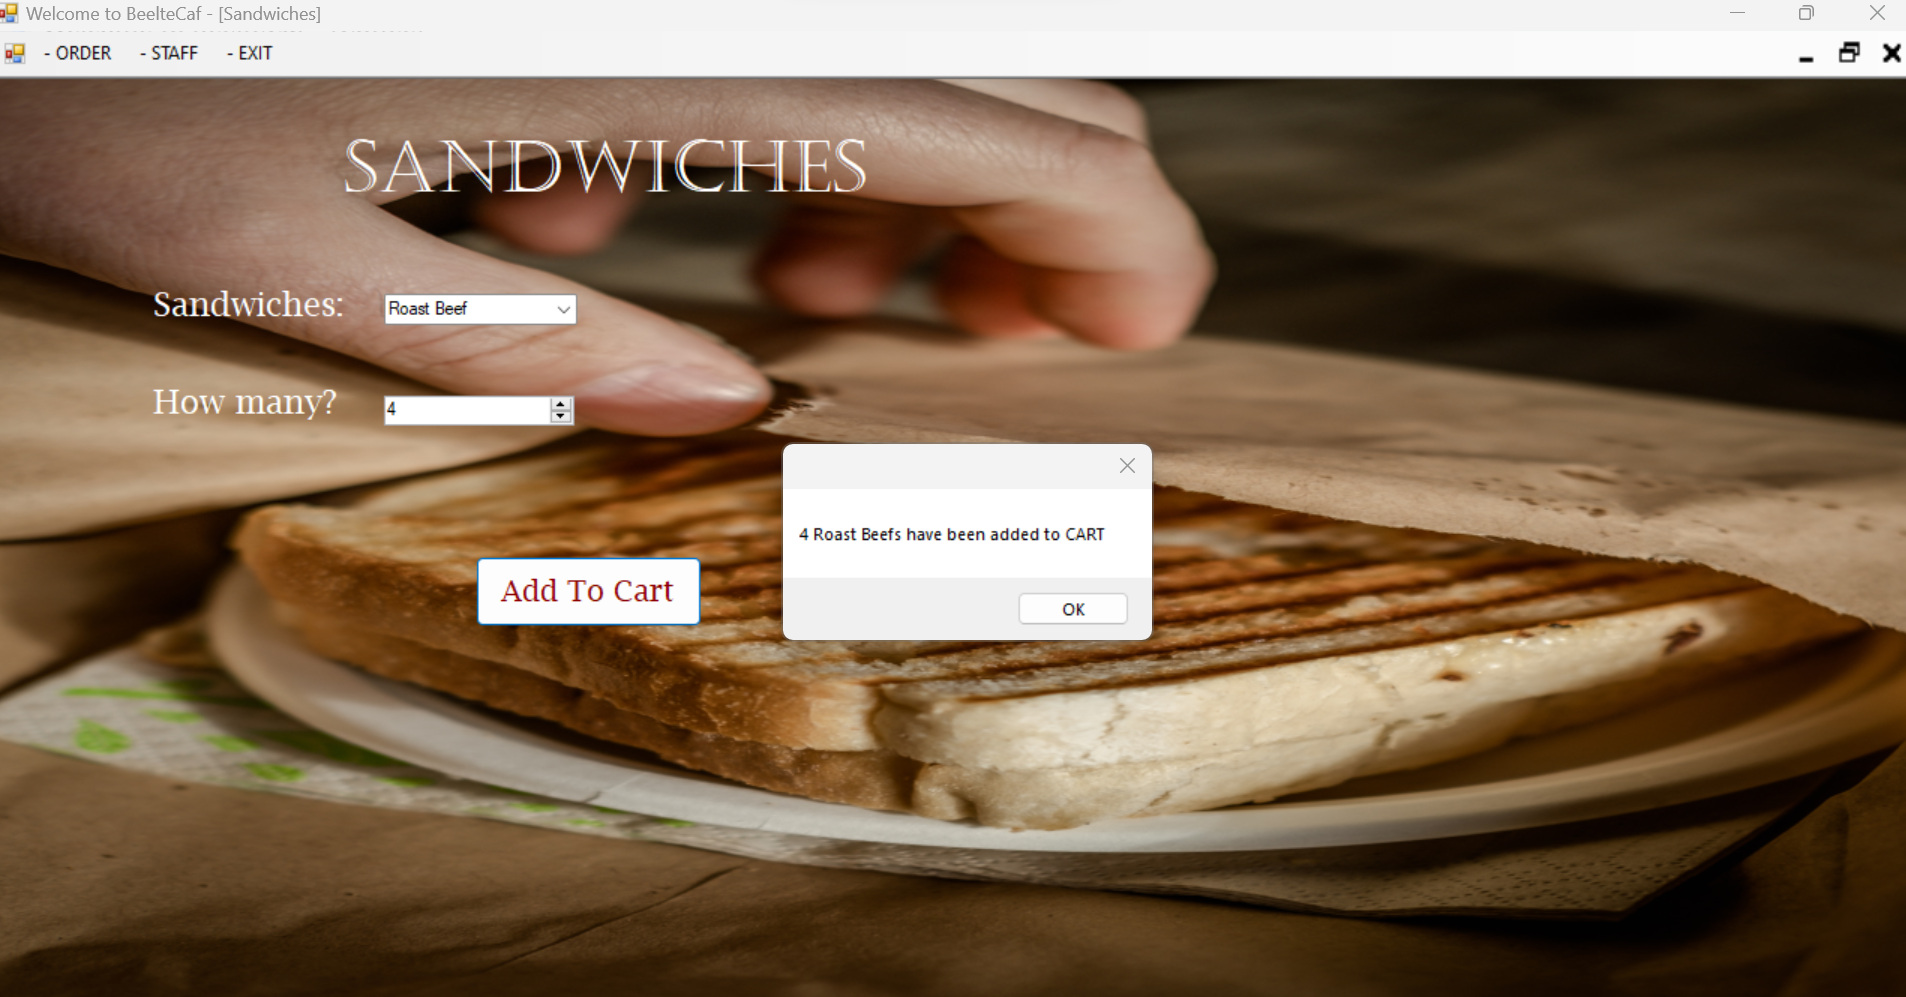 Welcome to BeelteCaf - [Sandwiches]
- ORDER - STAFF - EXIT
SANDWICHES
Sandwiches: Roast Beef
How many? 4
4 Roast Beefs have been added to CART
Add To Cart
OK